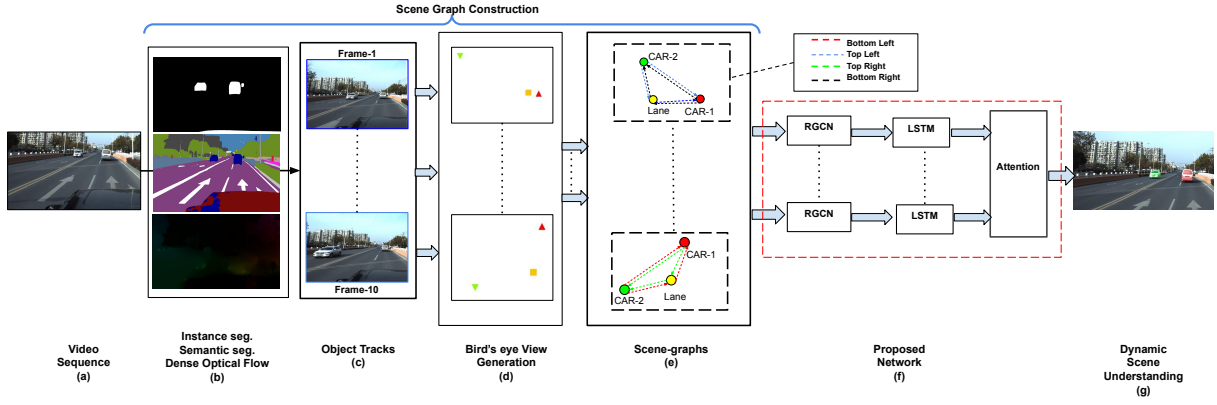 Scene Graph Construction
Frame-1
Frame-10
CAR-2
Lane
CAR-1
CAR-1
Lane
CAR-2
Bottom Left
Top Left
Top Right
Bottom Right
RGCN
LSTM
RGCN
LSTM
Attention
Video
Sequence
(a)
Instance seg.
Semantic seg.
Dense Optical Flow
(b)
Object Tracks
(c)
Bird's eye View
Generation
(d)
Scene-graphs
(e)
Proposed
Network
(f)
Dynamic
Scene
Understanding
(g)